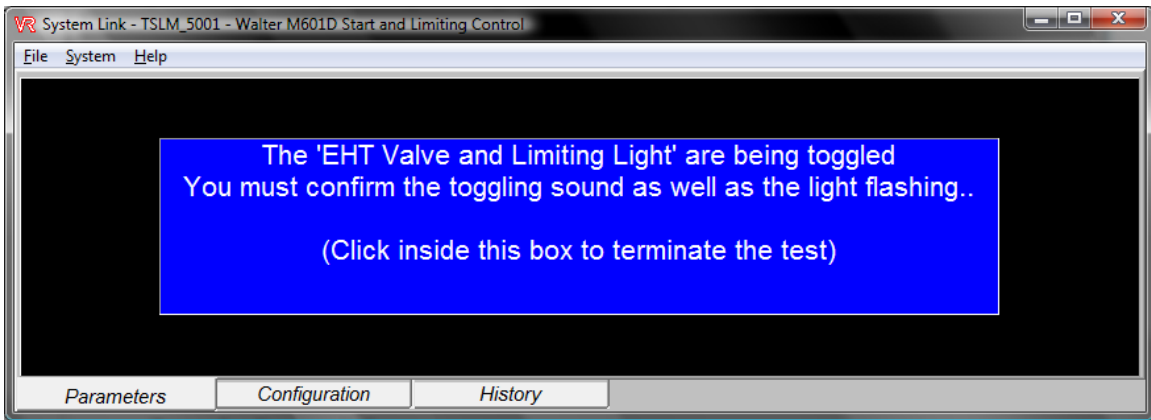 VR System Link - TSLM_5001 - Walter M601D Start and Limiting Control
File System Help
The 'EHT Valve and Limiting Light' are being toggled
You must confirm the toggling sound as well as the light flashing..
(Click inside this box to terminate the test)
Parameters Configuration History